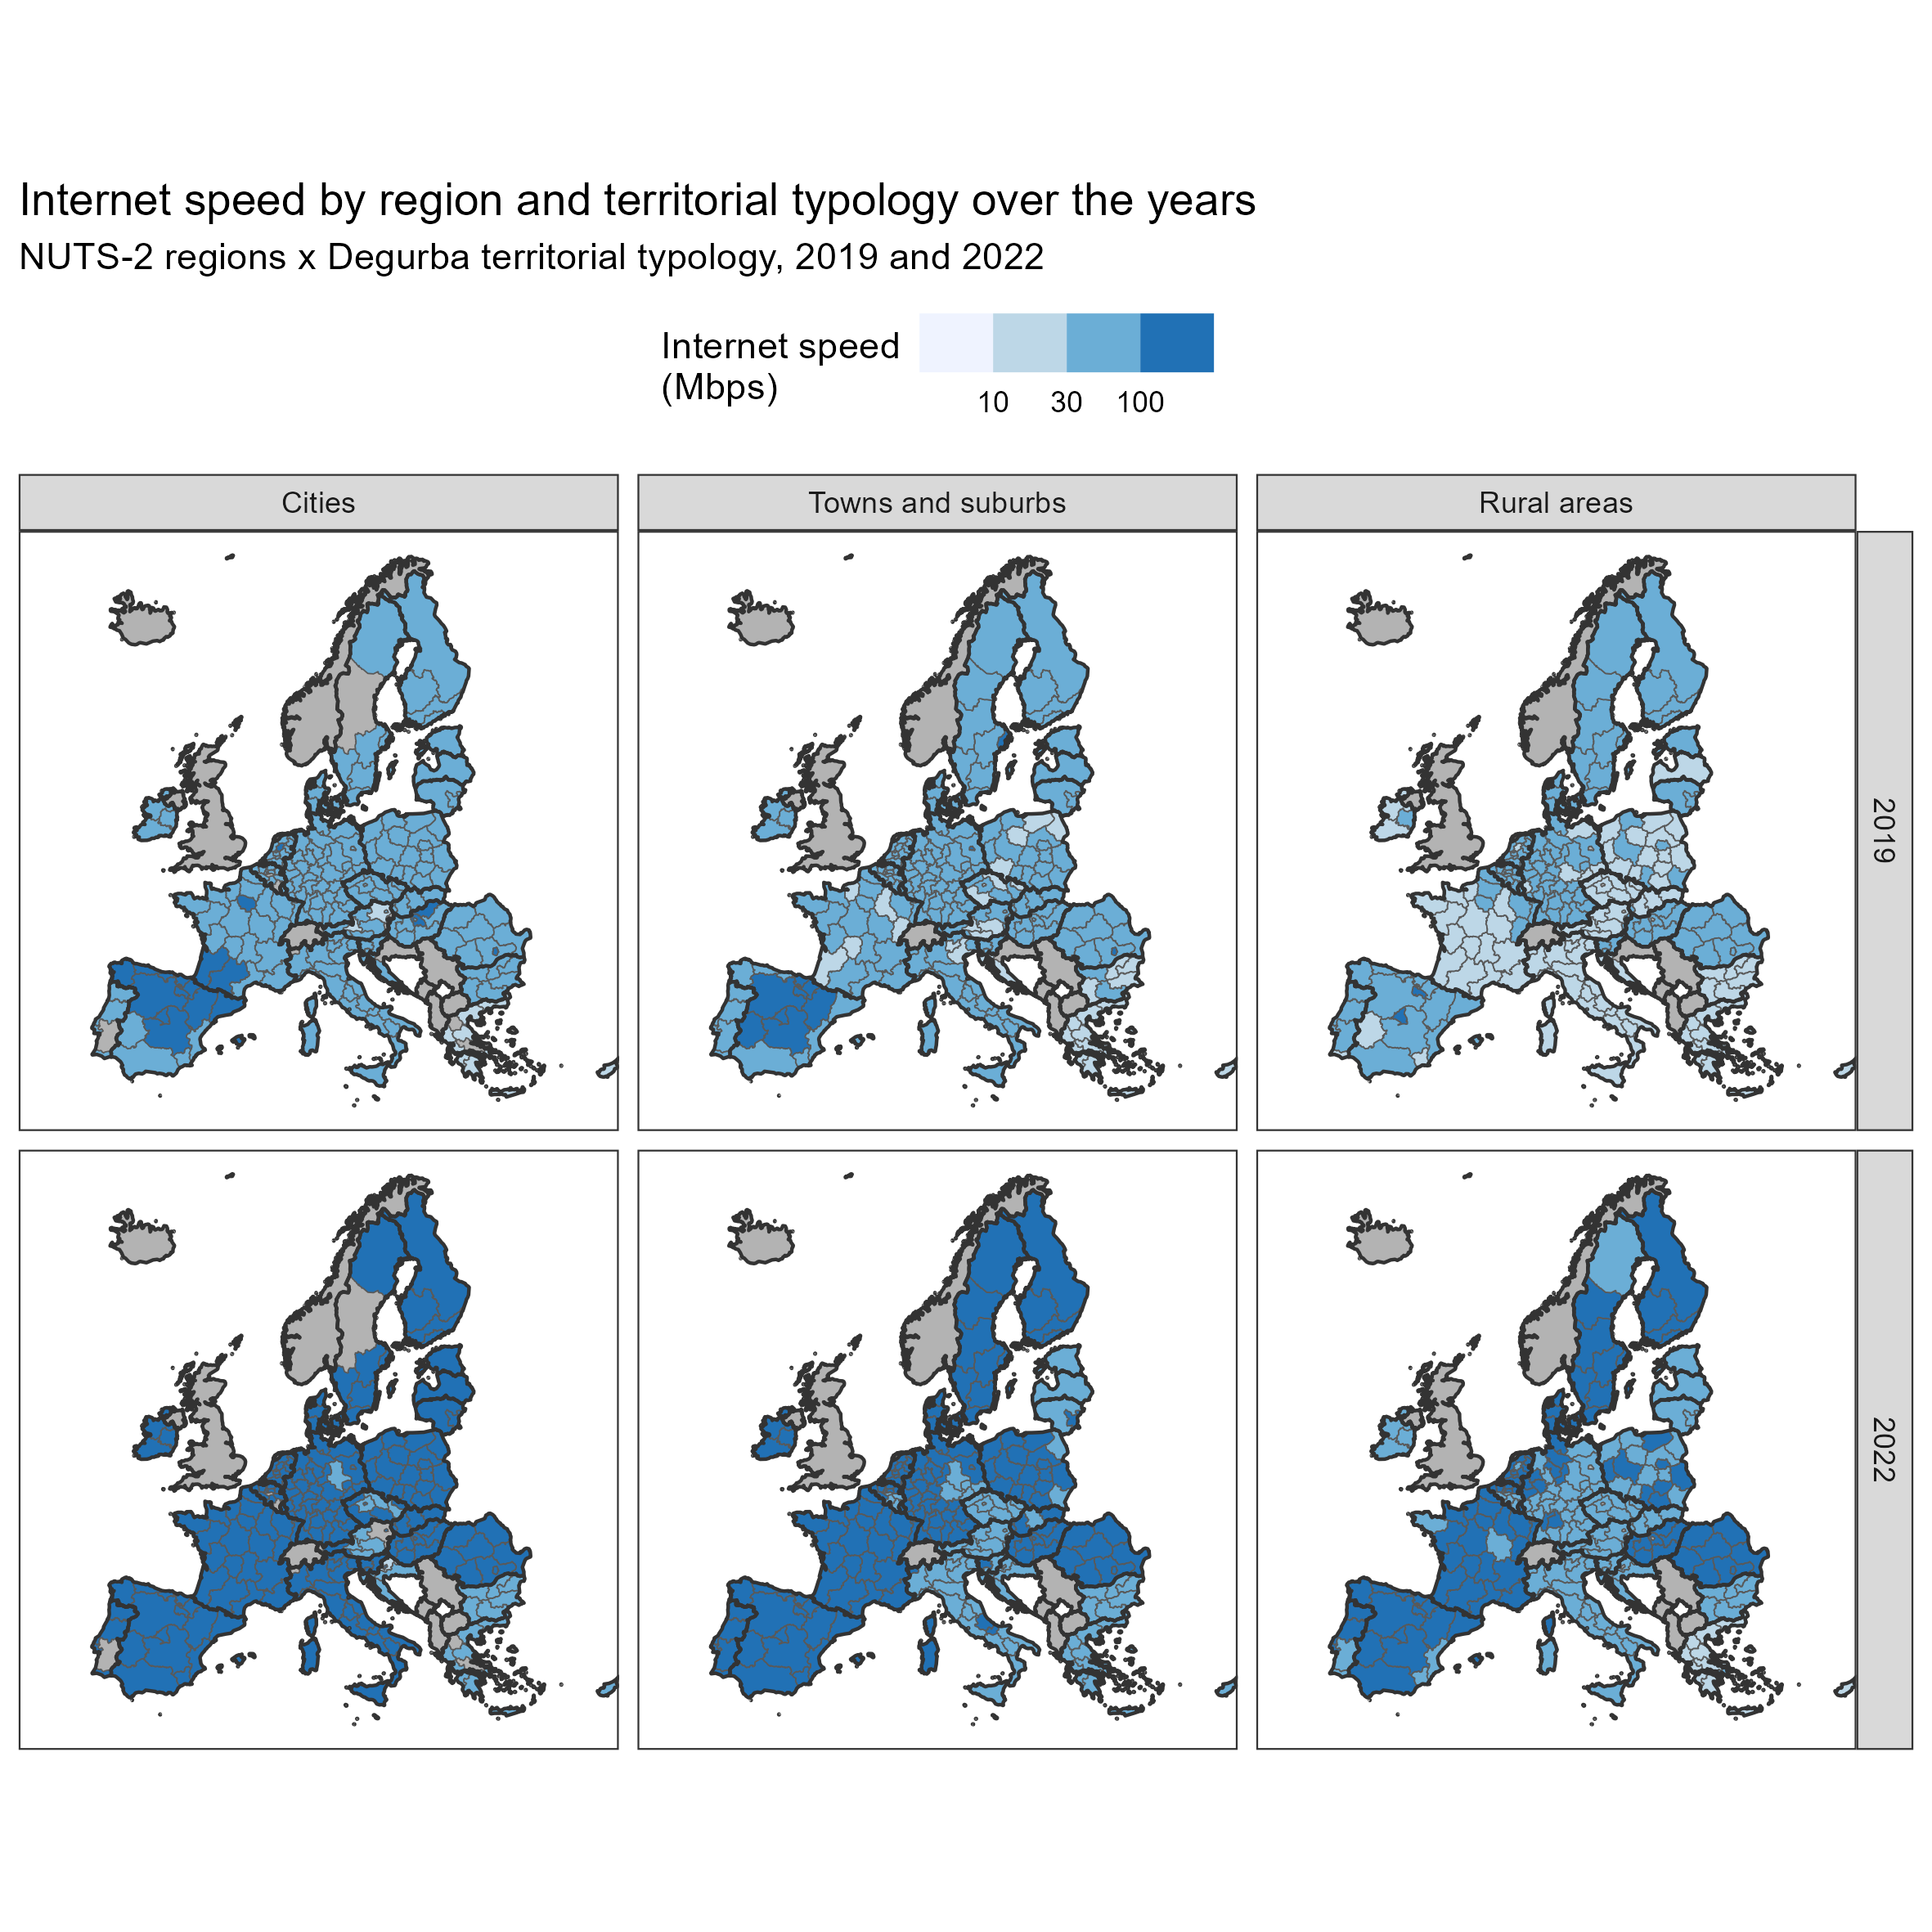 Internet speed by region and territorial typology over the years
NUTS-2 regions x Degurba territorial typology, 2019 and 2022
Internet speed
(Mbps)
10 30 100
Cities
Towns and suburbs
Rural areas
2019
2022